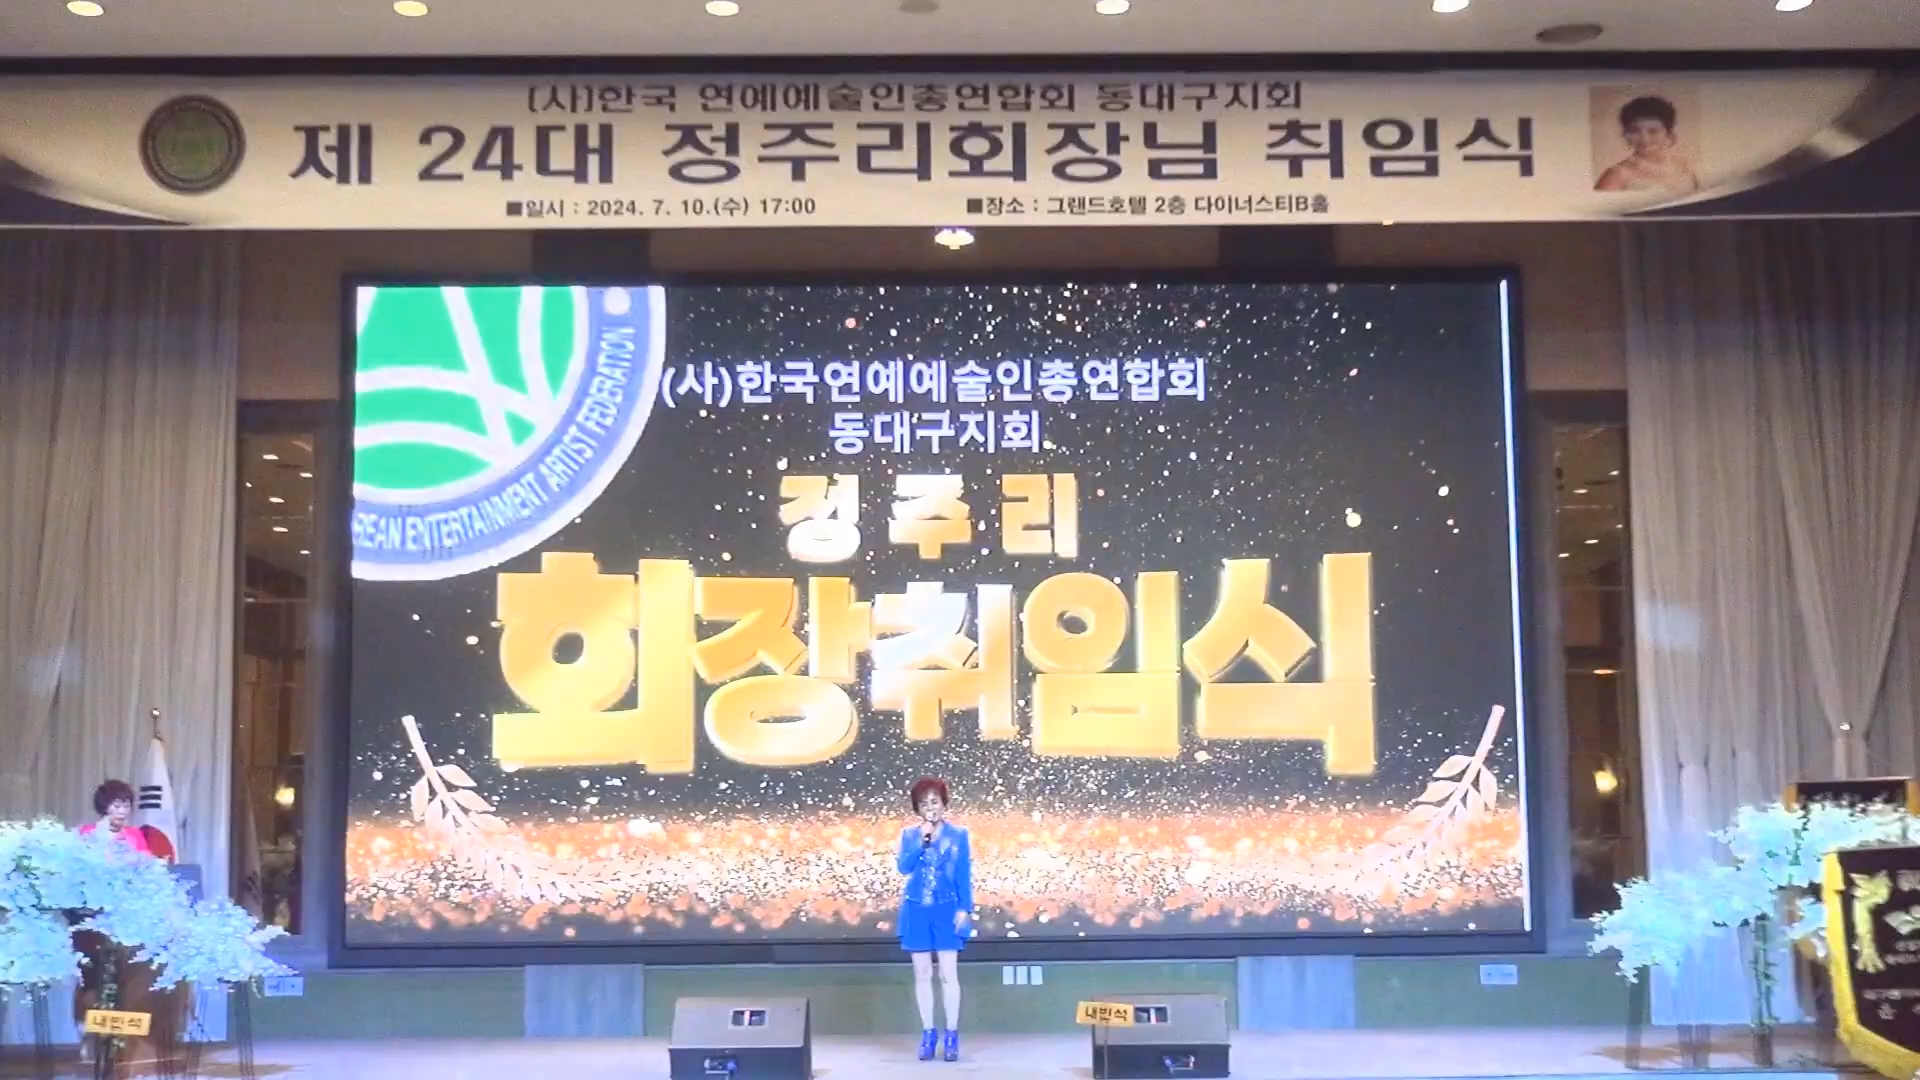 (사)한국 연예예술인총연합회 동대구지회
제 24대 정주리회장님 취임식
■일시 : 2024. 7. 10.(수) 17:00
■장소 : 그랜드호텔 2층 다이너스티B홀
(사)한국연예예술인총연합회
동대구지회
정주리
회장취임식
REAN ENTERTAINMENT ARTIST FEDERATION
내빈석
내빈석